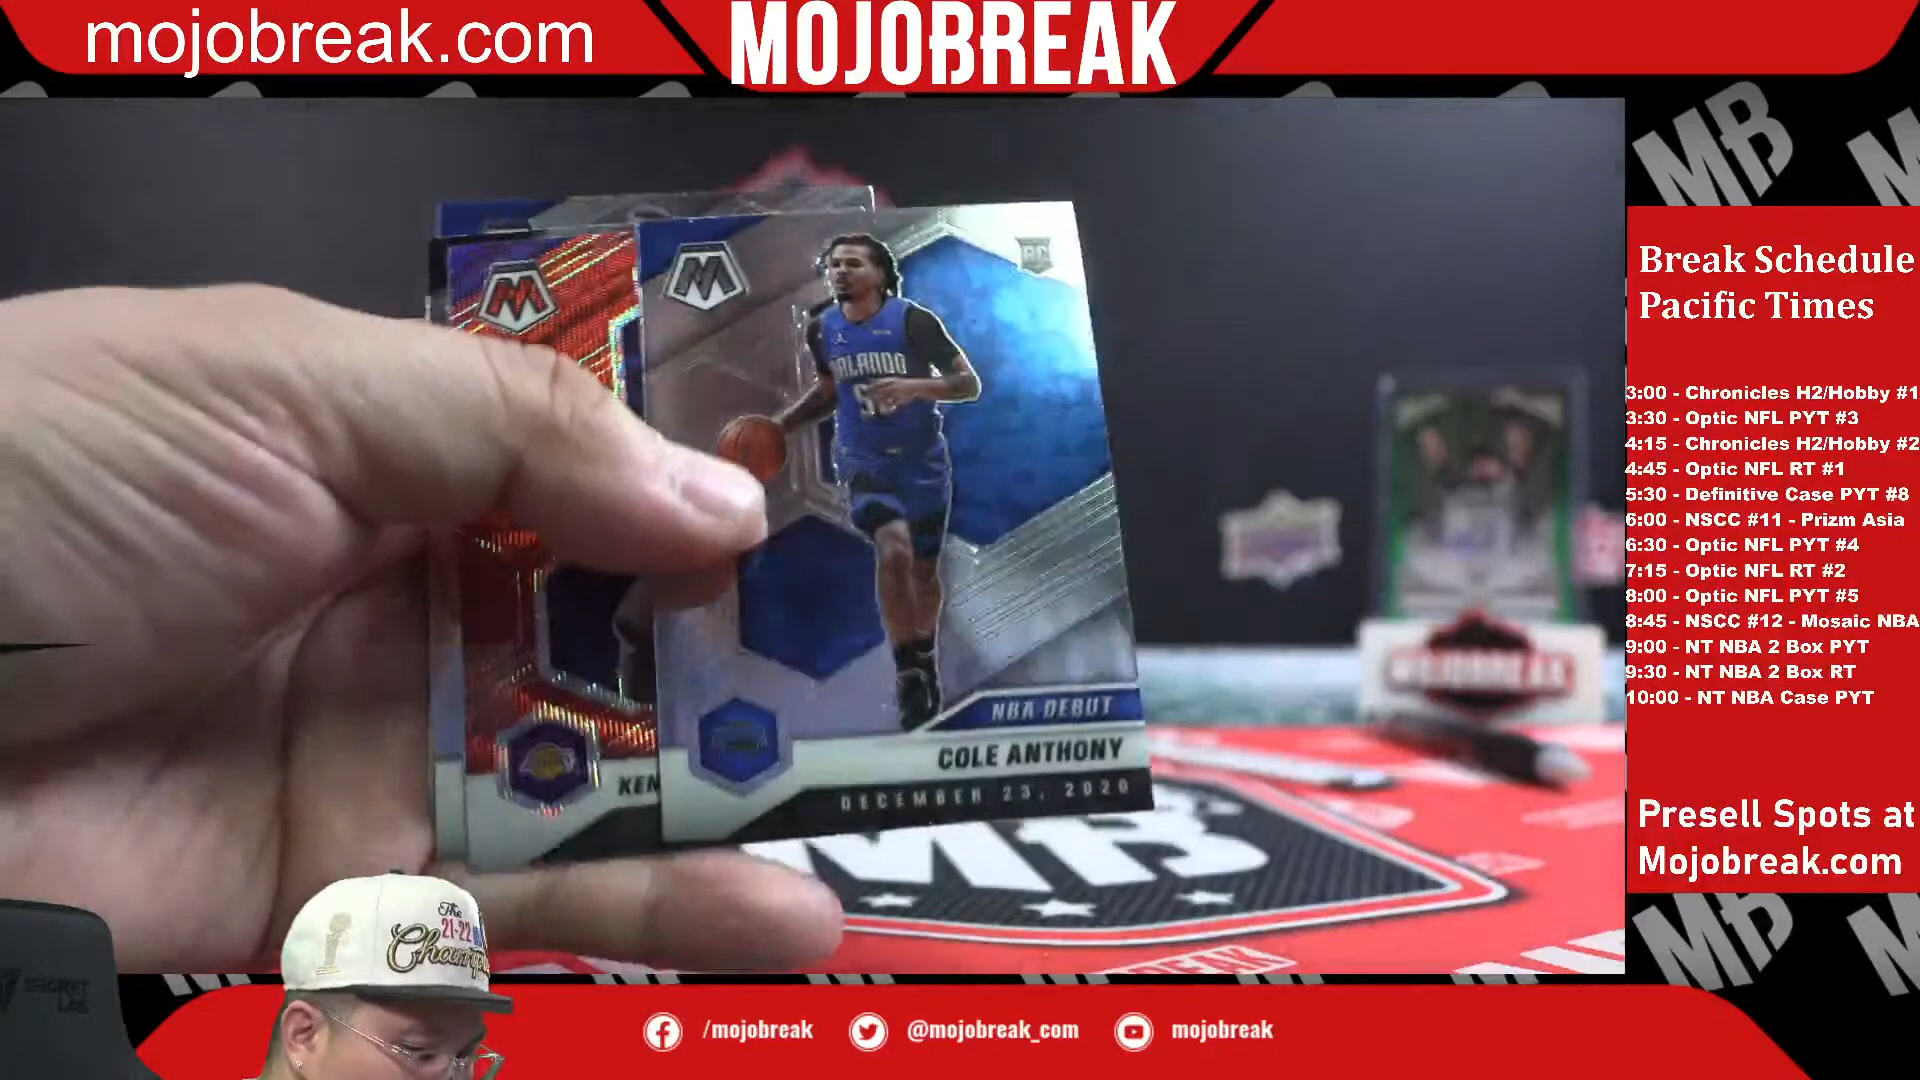 mojobreak.com
MOJOBREAK
Break Schedule
Pacific Times
3:00 - Chronicles H2/Hobby #1
3:30 - Optic NFL PYT #3
4:15 - Chronicles H2/Hobby #2
4:45 - Optic NFL RT #1
5:30 - Definitive Case PYT #8
6:00 - NSCC #11 - Prizm Asia
6:30 - Optic NFL PYT #4
7:15 - Optic NFL RT #2
8:00 - Optic NFL PYT #5
8:45 - NSCC #12 - Mosaic NBA
9:00 - NT NBA 2 Box PYT
9:30 - NT NBA 2 Box RT
10:00 - NT NBA Case PYT
Presell Spots at
Mojobreak.com
M
M
RC
ORLANDO
50
NBA DEBUT
COLE ANTHONY
DECEMBER 23, 2020
KEN
MOJOBREAK
MB
The
21-22
Champ
SECRET
LAB
/mojobreak
@mojobreak_com
mojobreak